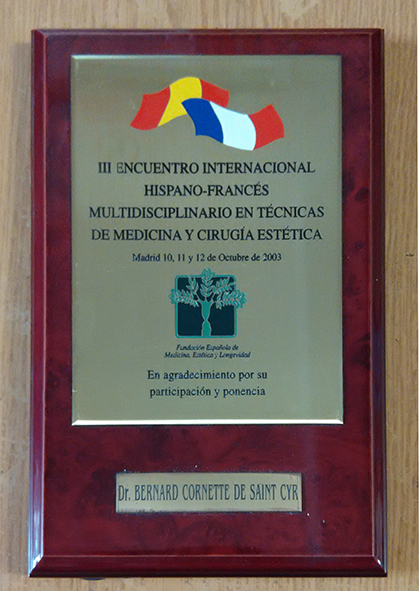 III ENCUENTRO INTERNACIONAL
HISPANO-FRANCÉS
MULTIDISCIPLINARIO EN TÉCNICAS
DE MEDICINA Y CIRUGÍA ESTÉTICA
Madrid 10, 11 y 12 de Octubre de 2003
Fundación Española de
Medicina, Estética y Longevidad
En agradecimiento por su
participación y ponencia
Dr. BERNARD CORNETTE DE SAINT CYR